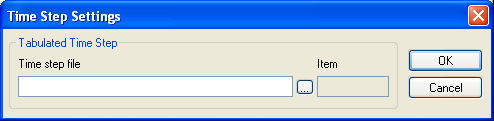 Time Step Settings
Tabulated Time Step
Time step file
Item
...
OK
Cancel